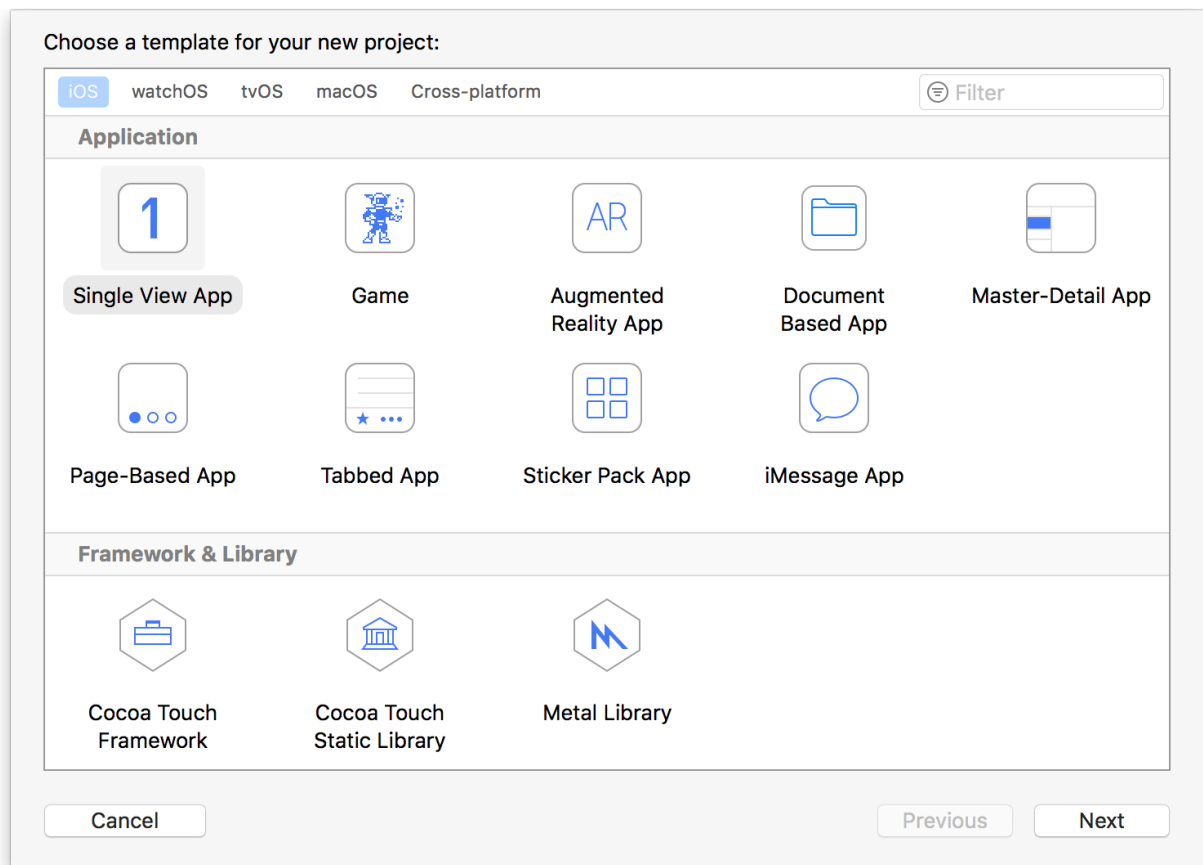 Choose a template for your new project:
iOS watchOS tvOS macOS Cross-platform Filter
Application
1 AR
Single View App Game Augmented Document Master-Detail App
Reality App Based App
Page-Based App Tabbed App Sticker Pack App iMessage App
Framework & Library
Cocoa Touch Cocoa Touch Metal Library
Framework Static Library
Cancel Previous Next